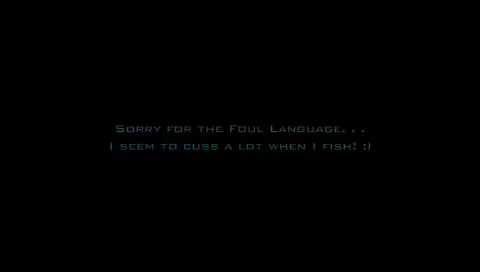 Sorry for the Foul Language. . .
I seem to cuss a lot when I fish! :)